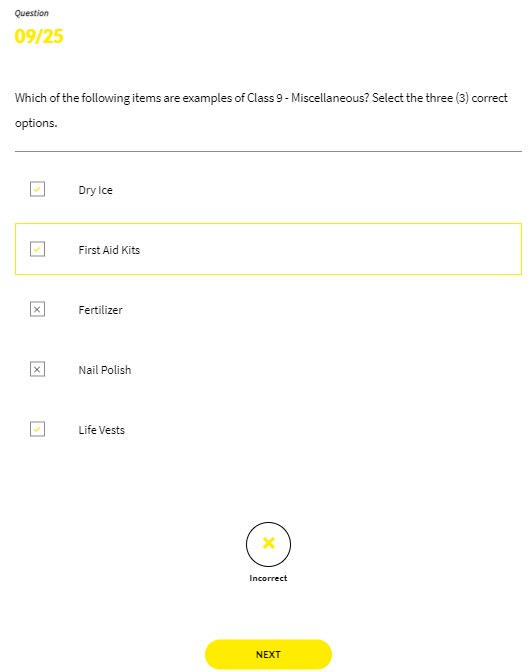 Question
09/25
Which of the following items are examples of Class 9 - Miscellaneous? Select the three (3) correct
options.
Dry Ice
First Aid Kits
Fertilizer
Nail Polish
Life Vests
Incorrect
NEXT